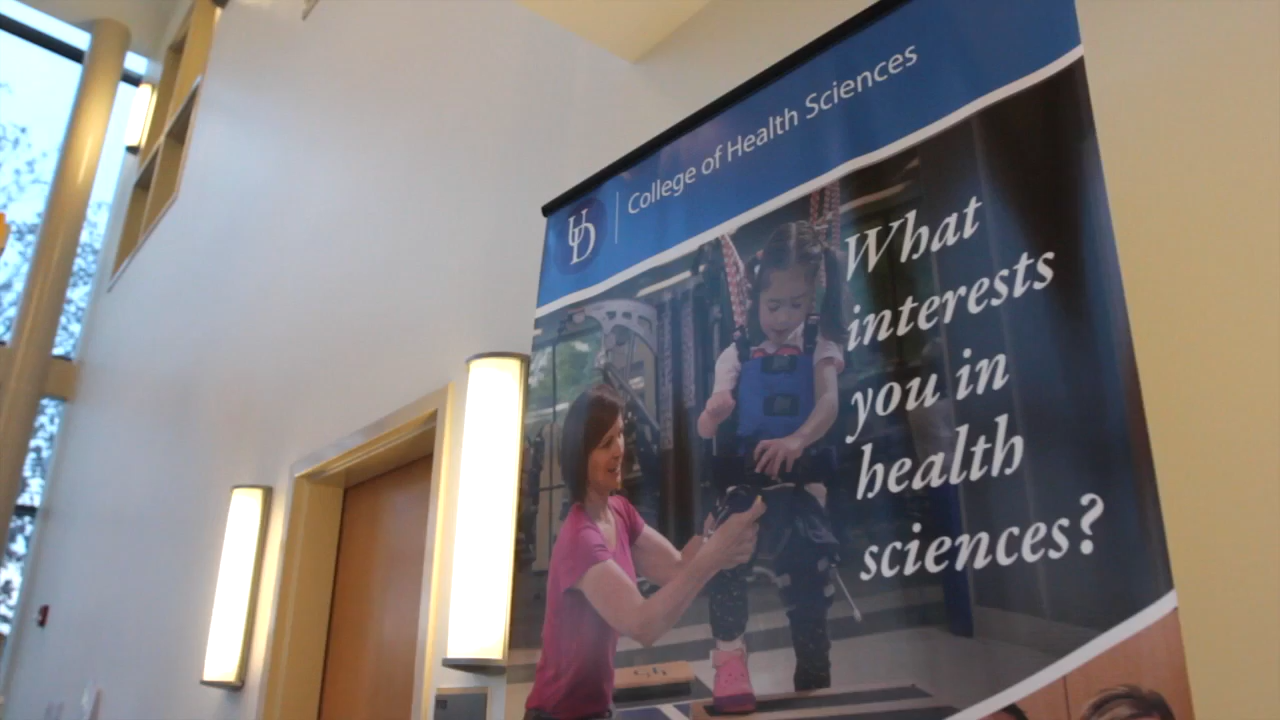 UD
College of Health Sciences
What
interests
you in
health
sciences?